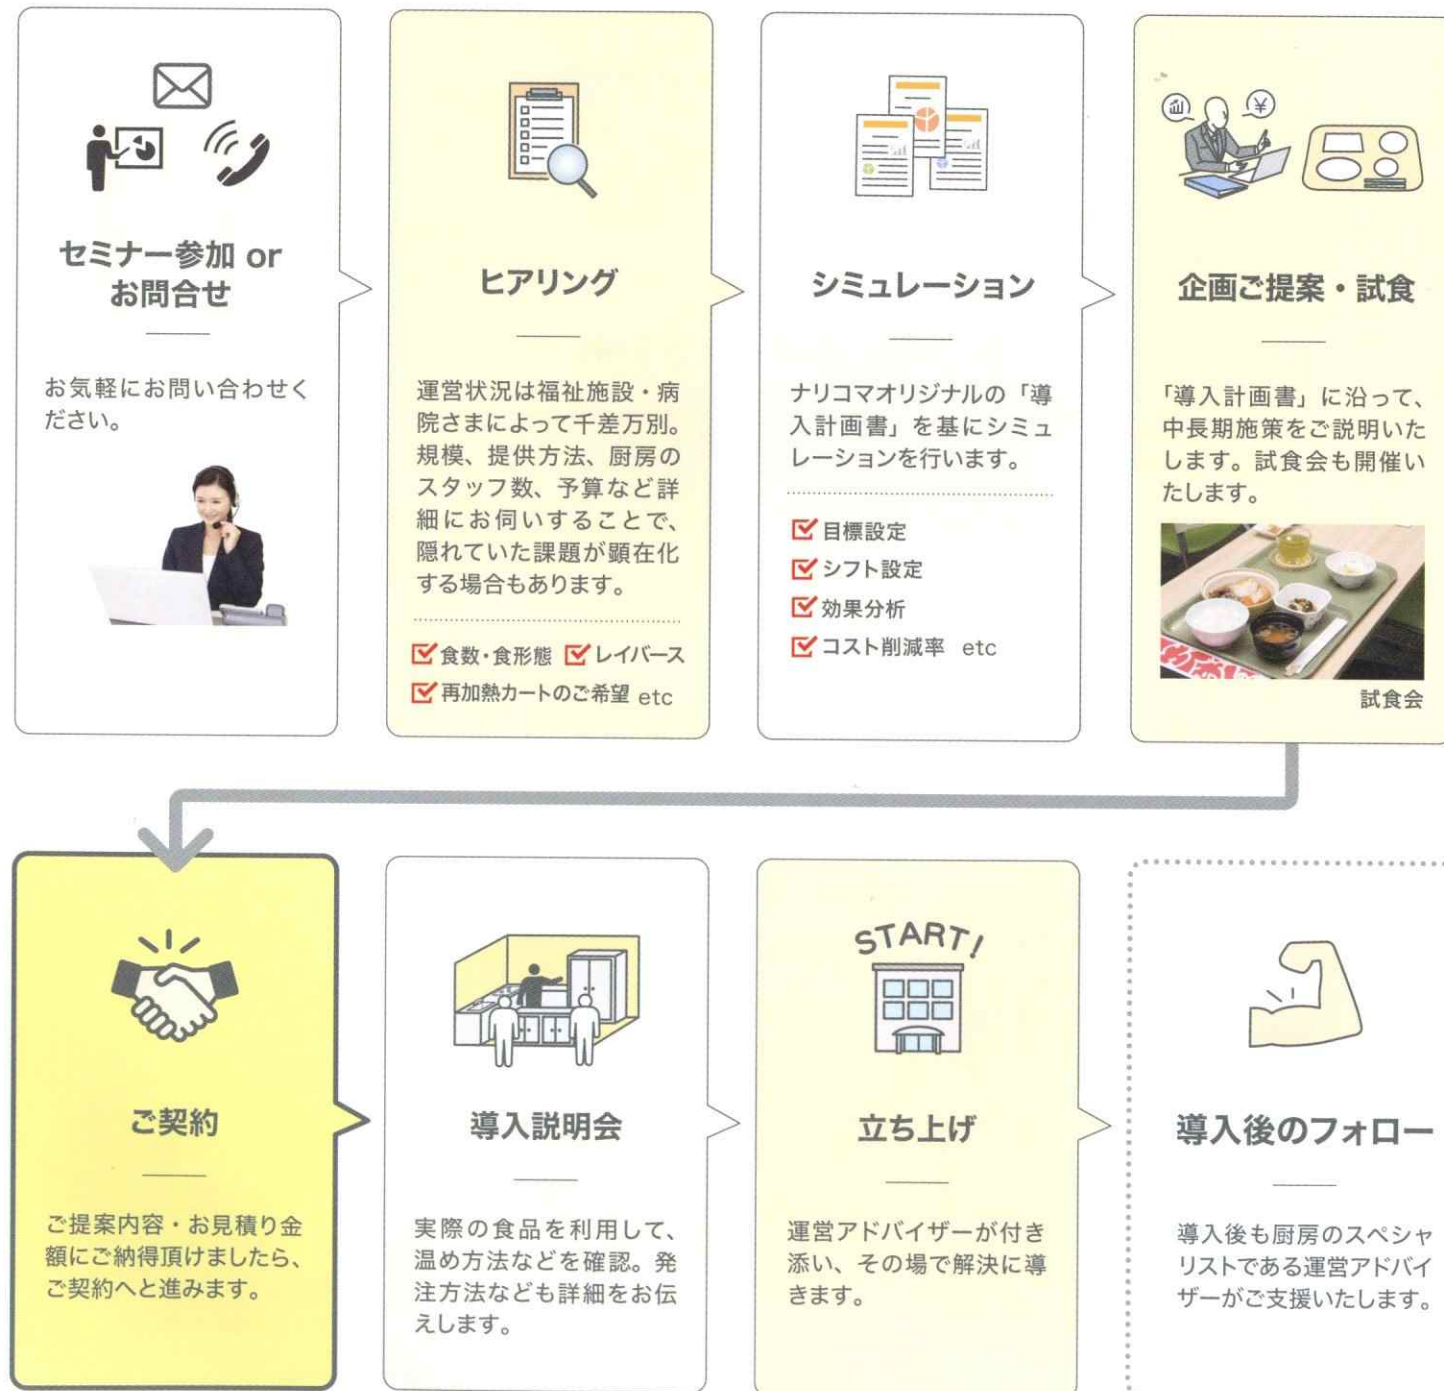 セミナー参加 or
お問合せ
お気軽にお問い合わせく
ださい。
ヒアリング
運営状況は福祉施設・病
院さまによって千差万別。
規模、提供方法、厨房の
スタッフ数、予算など詳
細にお伺いすることで、
隠れていた課題が顕在化
する場合もあります。
食数・食形態 レイバース
再加熱カートのご希望 etc
シミュレーション
ナリコマオリジナルの「導
入計画書」を基にシミュ
レーションを行います。
目標設定
シフト設定
効果分析
コスト削減率 etc
¥
企画ご提案・試食
「導入計画書」に沿って、
中長期施策をご説明いた
します。試食会も開催い
たします。
試食会
ご契約
ご提案内容・お見積り金
額にご納得頂けましたら、
ご契約へと進みます。
導入説明会
実際の食品を利用して、
温め方法などを確認。発
注方法なども詳細をお伝
えします。
START!
立ち上げ
運営アドバイザーが付き
添い、その場で解決に導
きます。
導入後のフォロー
導入後も厨房のスペシャ
リストである運営アドバイ
ザーがご支援いたします。